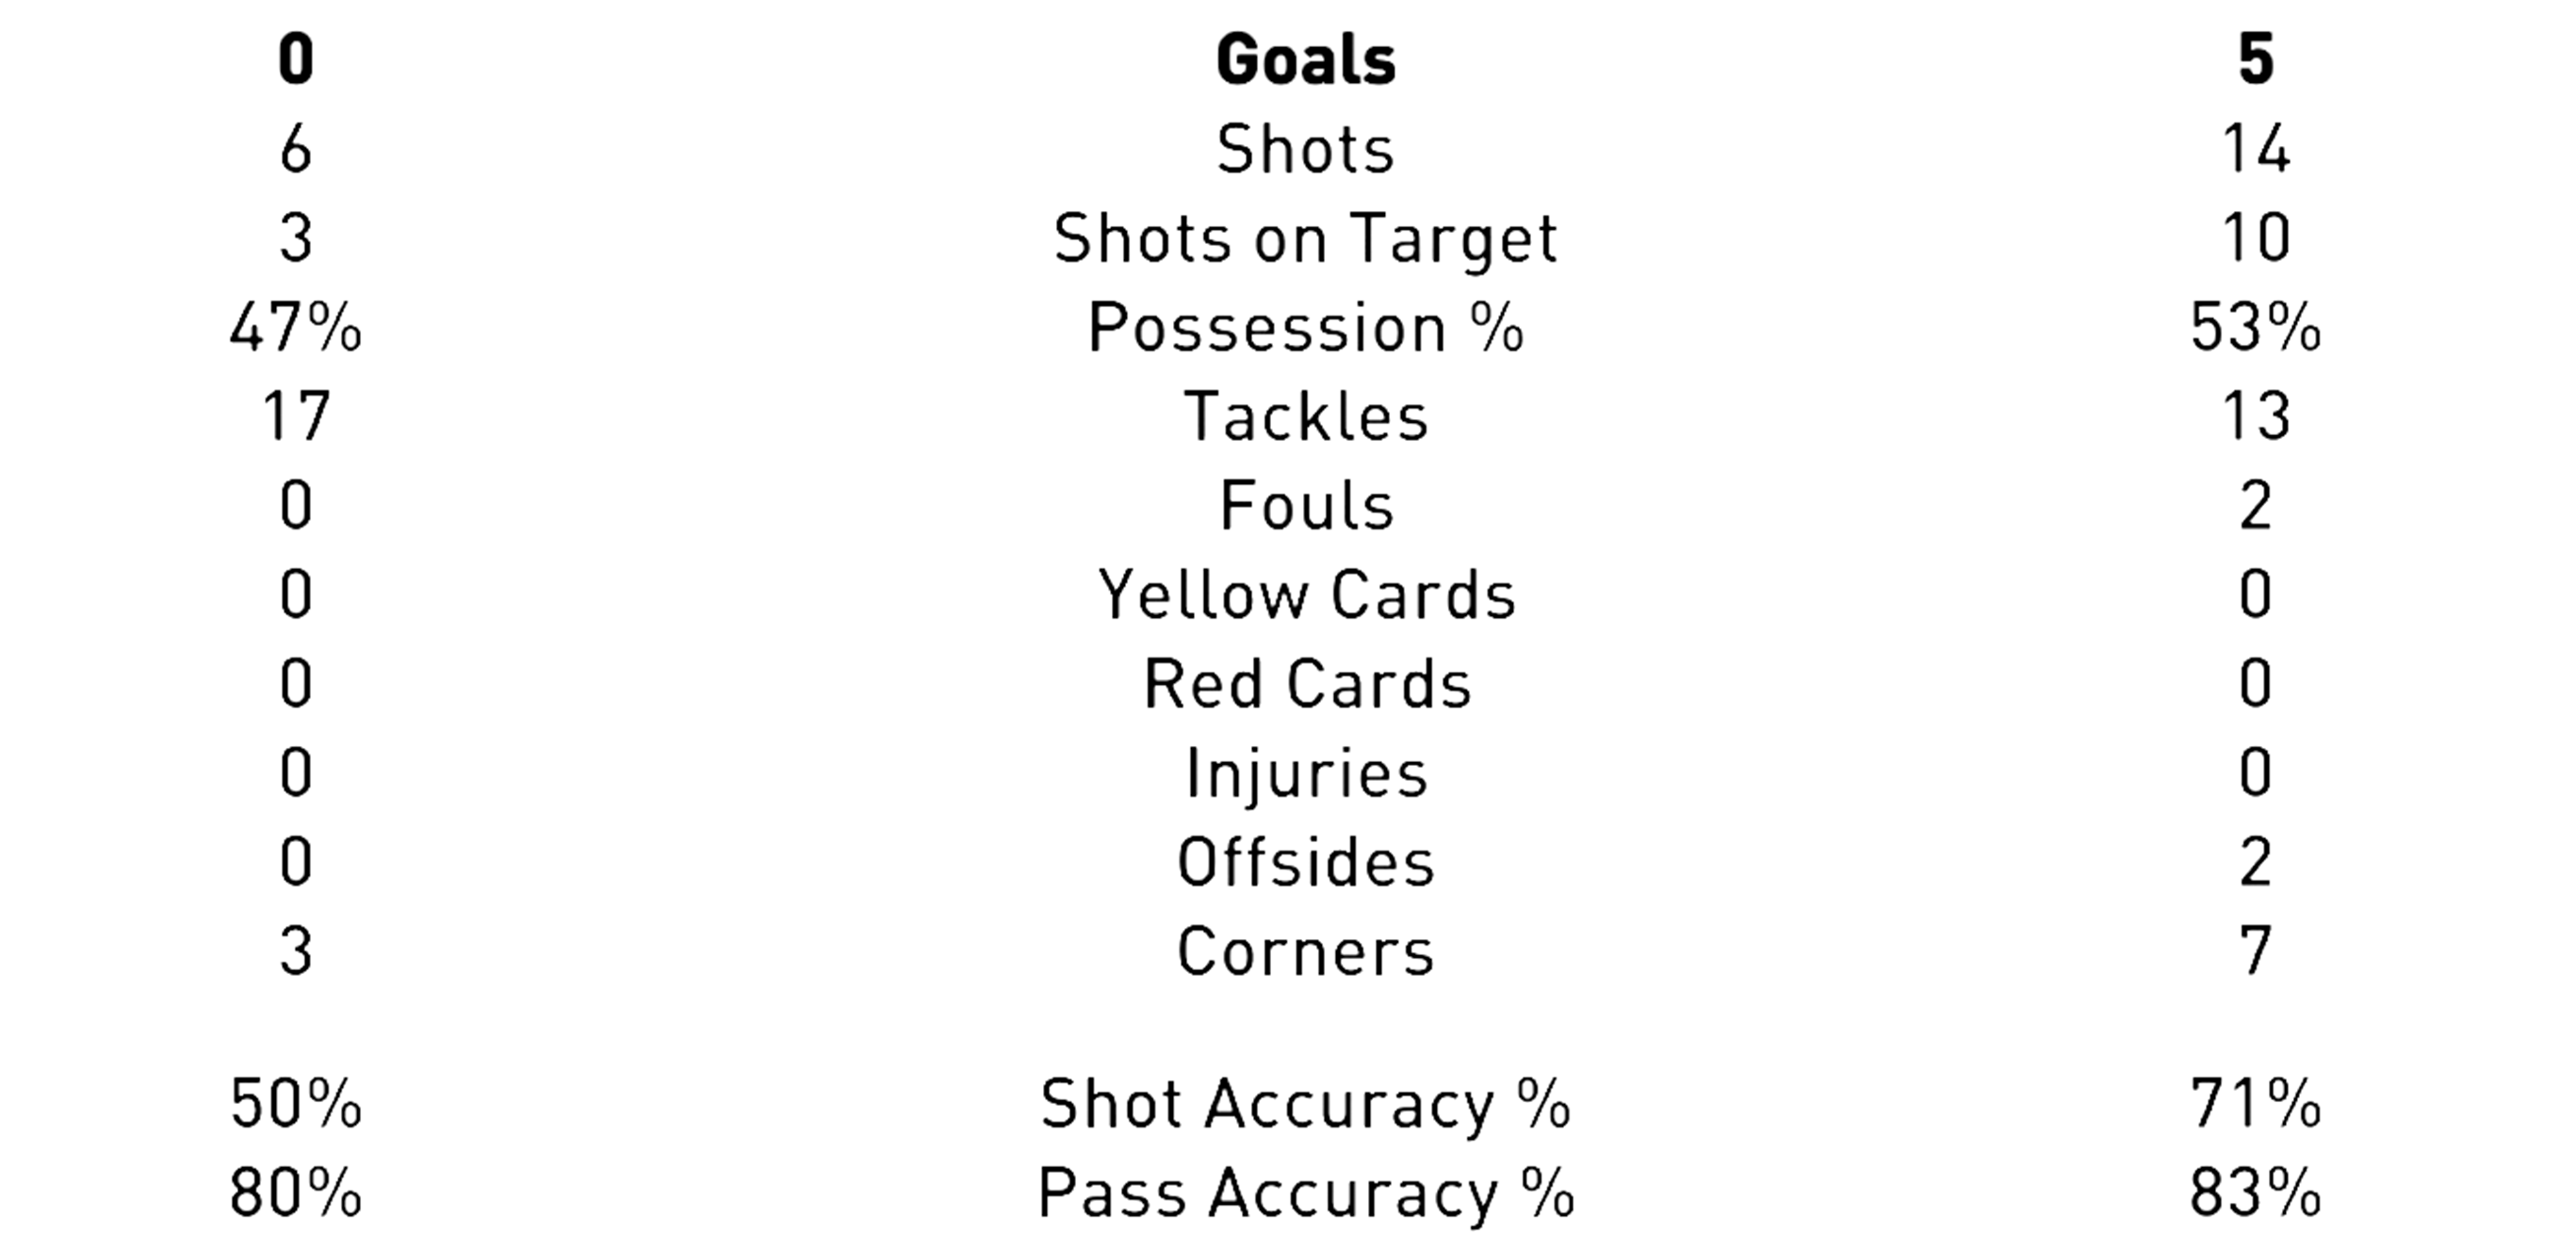 0 Goals 5
6 Shots 14
3 Shots on Target 10
47% Possession % 53%
17 Tackles 13
0 Fouls 2
0 Yellow Cards 0
0 Red Cards 0
0 Injuries 0
0 Offsides 2
3 Corners 7
50% Shot Accuracy % 71%
80% Pass Accuracy % 83%